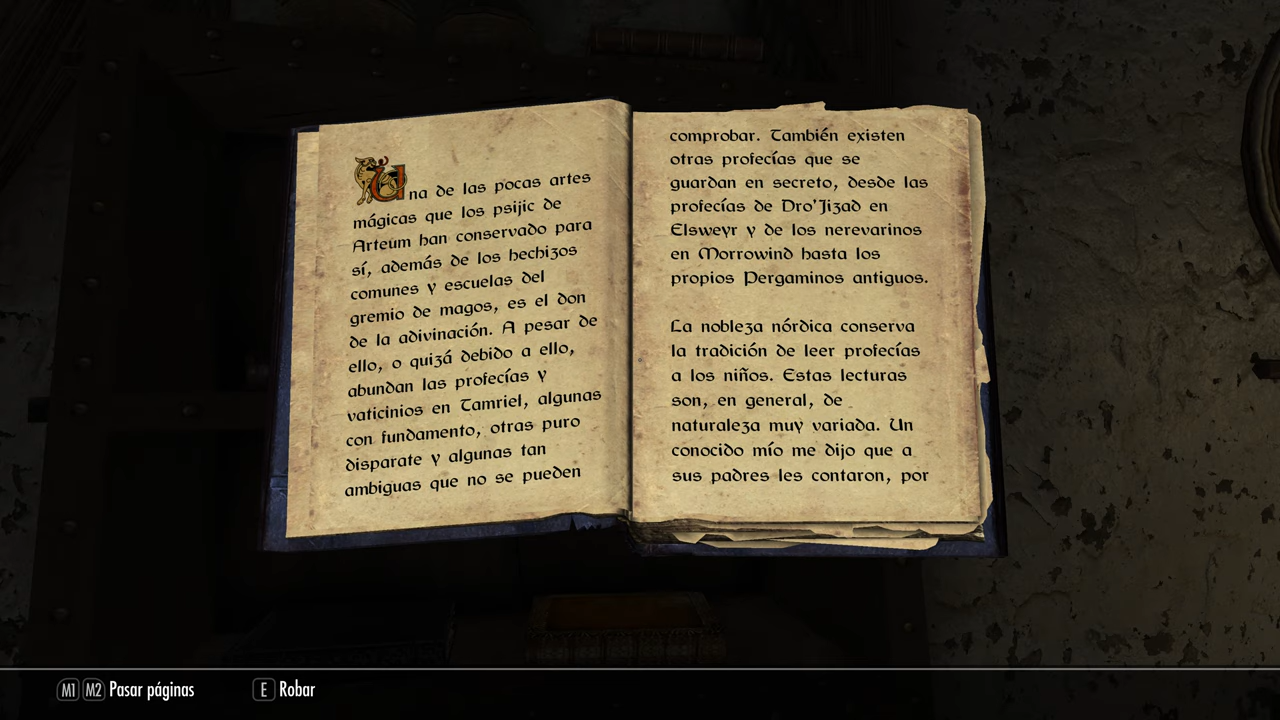 Una de las pocas artes
mágicas que los psijic de
Arteum han conservado para
sí, además de los hechizos
comunes y escuelas del
gremio de magos, es el don
de la adivinación. A pesar de
ello, o quizá debido a ello,
abundan las profecías y
vaticinios en Tamriel, algunas
con fundamento, otras puro
disparate y algunas tan
ambiguas que no se pueden
comprobar. También existen
otras profecías que se
guardan en secreto, desde las
profecías de Dro'Jizad en
Elsweyr y de los nerevarinos
en Morrowind hasta los
propios Pergaminos antiguos.
La nobleza nórdica conserva
la tradición de leer profecías
a los niños. Estas lecturas
son, en general, de
naturaleza muy variada. Un
conocido mío me dijo que a
sus padres les contaron, por
M1 M2 Pasar páginas
E Robar